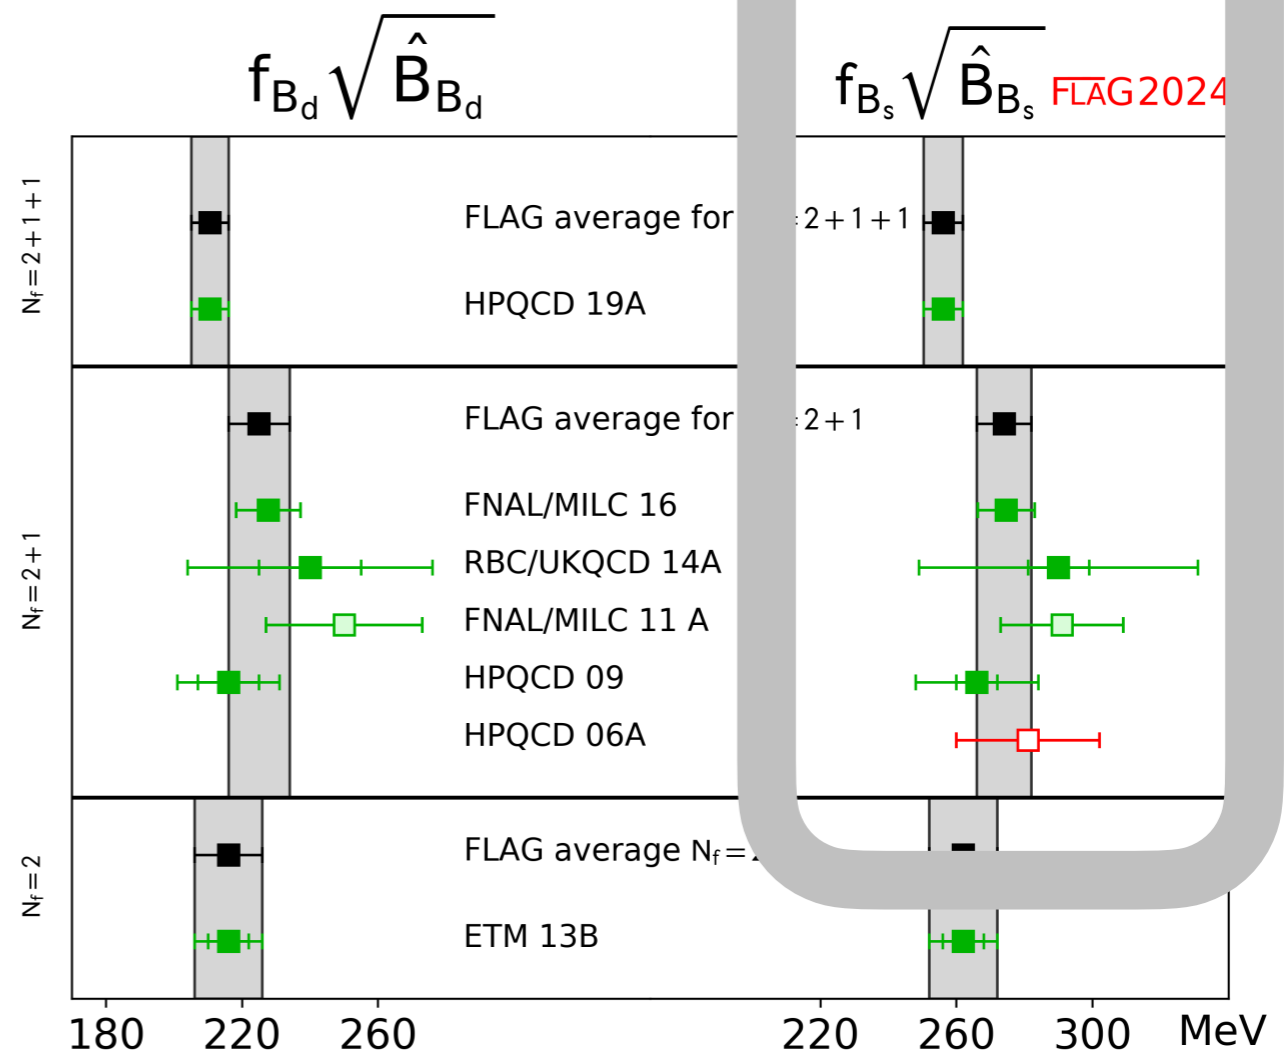 f_{B_d}√B̂_{B_d}
f_{B_s}√B̂_{B_s} FLAG2024
N_f=2+1+1
FLAG average for =2+1+1
HPQCD 19A
N_f=2+1
FLAG average for =2+1
FNAL/MILC 16
RBC/UKQCD 14A
FNAL/MILC 11 A
HPQCD 09
HPQCD 06A
N_f=2
FLAG average N_f=
ETM 13B
180 220 260 220 260 300 MeV